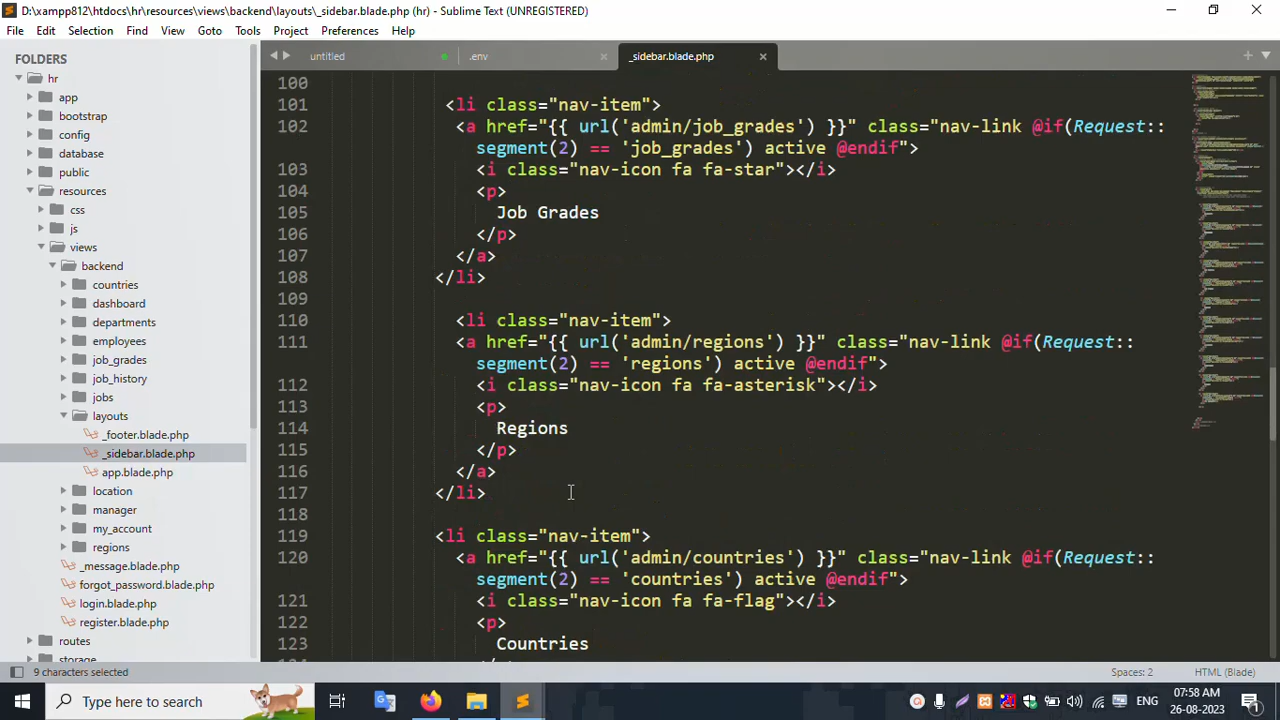 D:\xampp812\htdocs\hr\resources\views\backend\layouts\_sidebar.blade.php (hr) - Sublime Text (UNREGISTERED)
File Edit Selection Find View Goto Tools Project Preferences Help
FOLDERS
hr
app
bootstrap
config
database
public
resources
css
js
views
backend
countries
dashboard
departments
employees
job_grades
job_history
jobs
layouts
_footer.blade.php
_sidebar.blade.php
app.blade.php
location
manager
my_account
regions
_message.blade.php
forgot_password.blade.php
login.blade.php
register.blade.php
routes
storage
untitled .env _sidebar.blade.php
100
101 <li class="nav-item">
102 <a href="{{ url('admin/job_grades') }}" class="nav-link @if(Request::
segment(2) == 'job_grades') active @endif">
103 <i class="nav-icon fa fa-star"></i>
104 <p>
105 Job Grades
106 </p>
107 </a>
108 </li>
109
110 <li class="nav-item">
111 <a href="{{ url('admin/regions') }}" class="nav-link @if(Request::
segment(2) == 'regions') active @endif">
112 <i class="nav-icon fa fa-asterisk"></i>
113 <p>
114 Regions
115 </p>
116 </a>
117 </li>
118
119 <li class="nav-item">
120 <a href="{{ url('admin/countries') }}" class="nav-link @if(Request::
segment(2) == 'countries') active @endif">
121 <i class="nav-icon fa fa-flag"></i>
122 <p>
123 Countries
9 characters selected Spaces: 2 HTML (Blade)
Type here to search
ENG
07:58 AM
26-08-2023